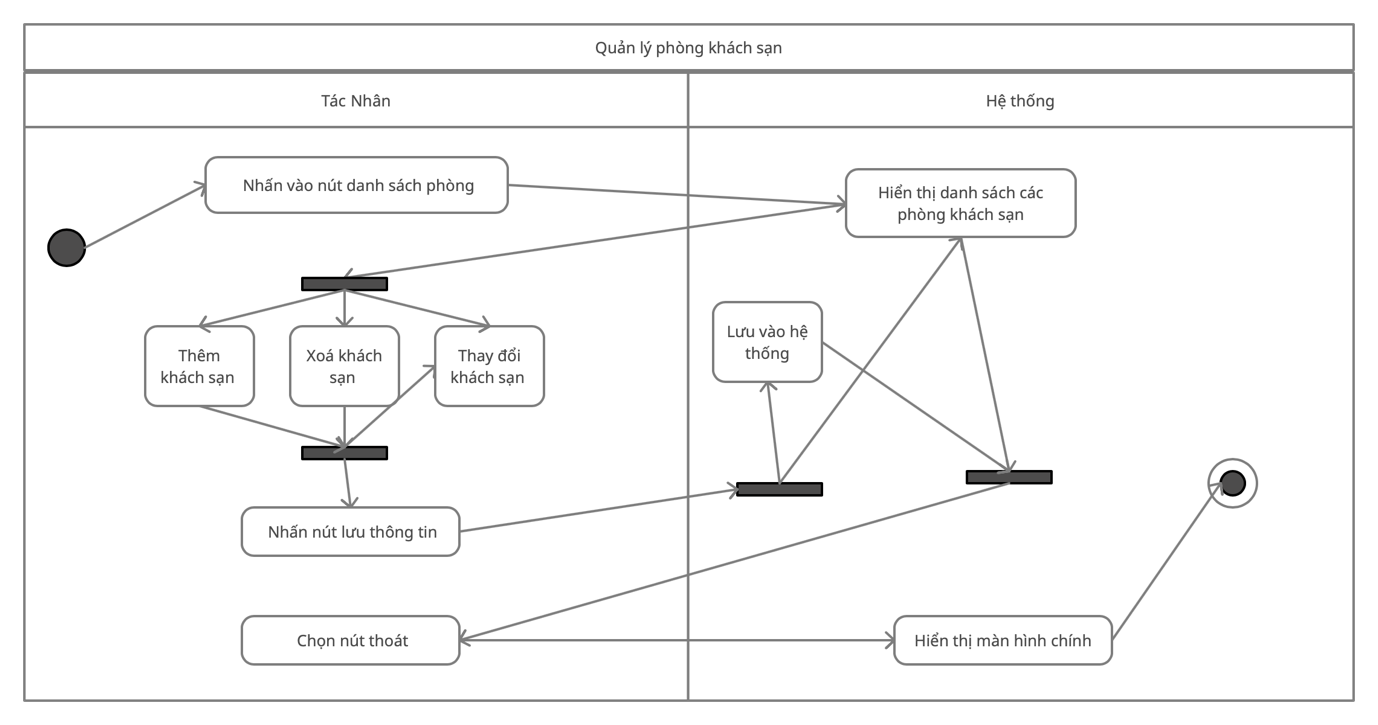 Quản lý phòng khách sạn
Tác Nhân
Hệ thống
Nhấn vào nút danh sách phòng
Hiển thị danh sách các
phòng khách sạn
Thêm
khách sạn
Xoá khách
sạn
Thay đổi
khách sạn
Lưu vào hệ
thống
Nhấn nút lưu thông tin
Chọn nút thoát
Hiển thị màn hình chính